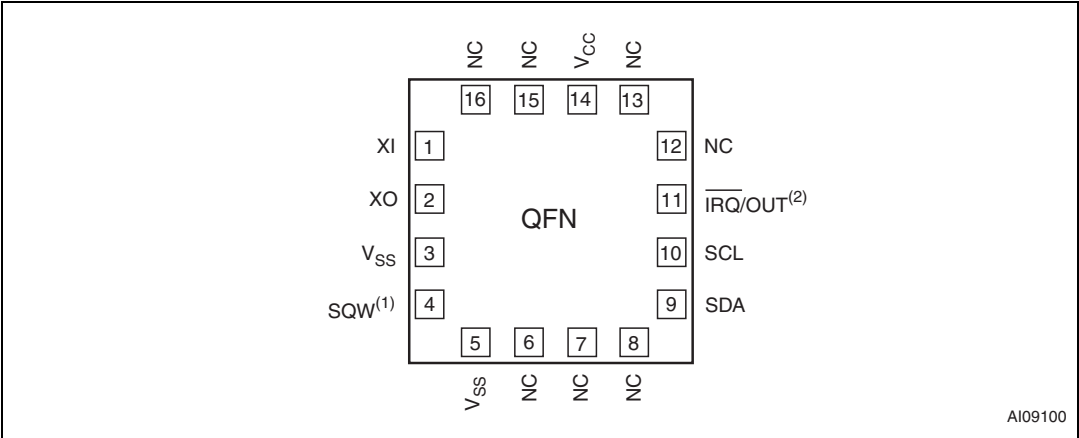 NC NC VCC NC
16 15 14 13
XI 1 12 NC
XO 2 11 IRQ/OUT(2)
QFN
VSS 3 10 SCL
SQW(1) 4 9 SDA
5 6 7 8
VSS NC NC NC
AI09100